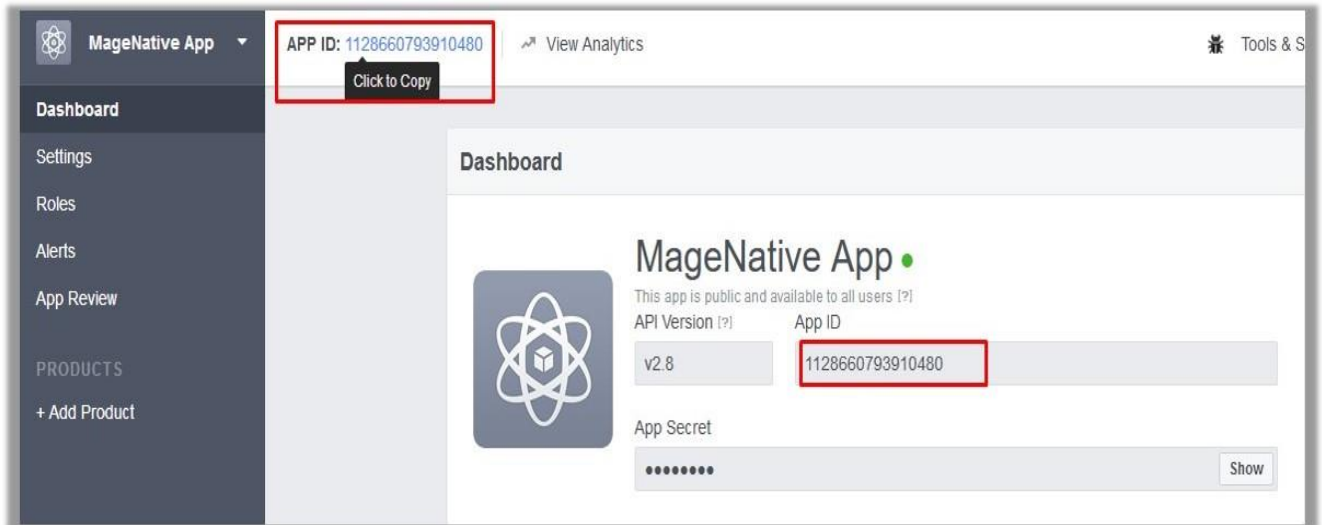 MageNative App
APP ID: 1128660793910480
View Analytics
Tools & S
Click to Copy
Dashboard
Settings
Roles
Alerts
App Review
PRODUCTS
+ Add Product
Dashboard
MageNative App
This app is public and available to all users [?]
API Version [?]
App ID
v2.8
1128660793910480
App Secret
••••••••
Show